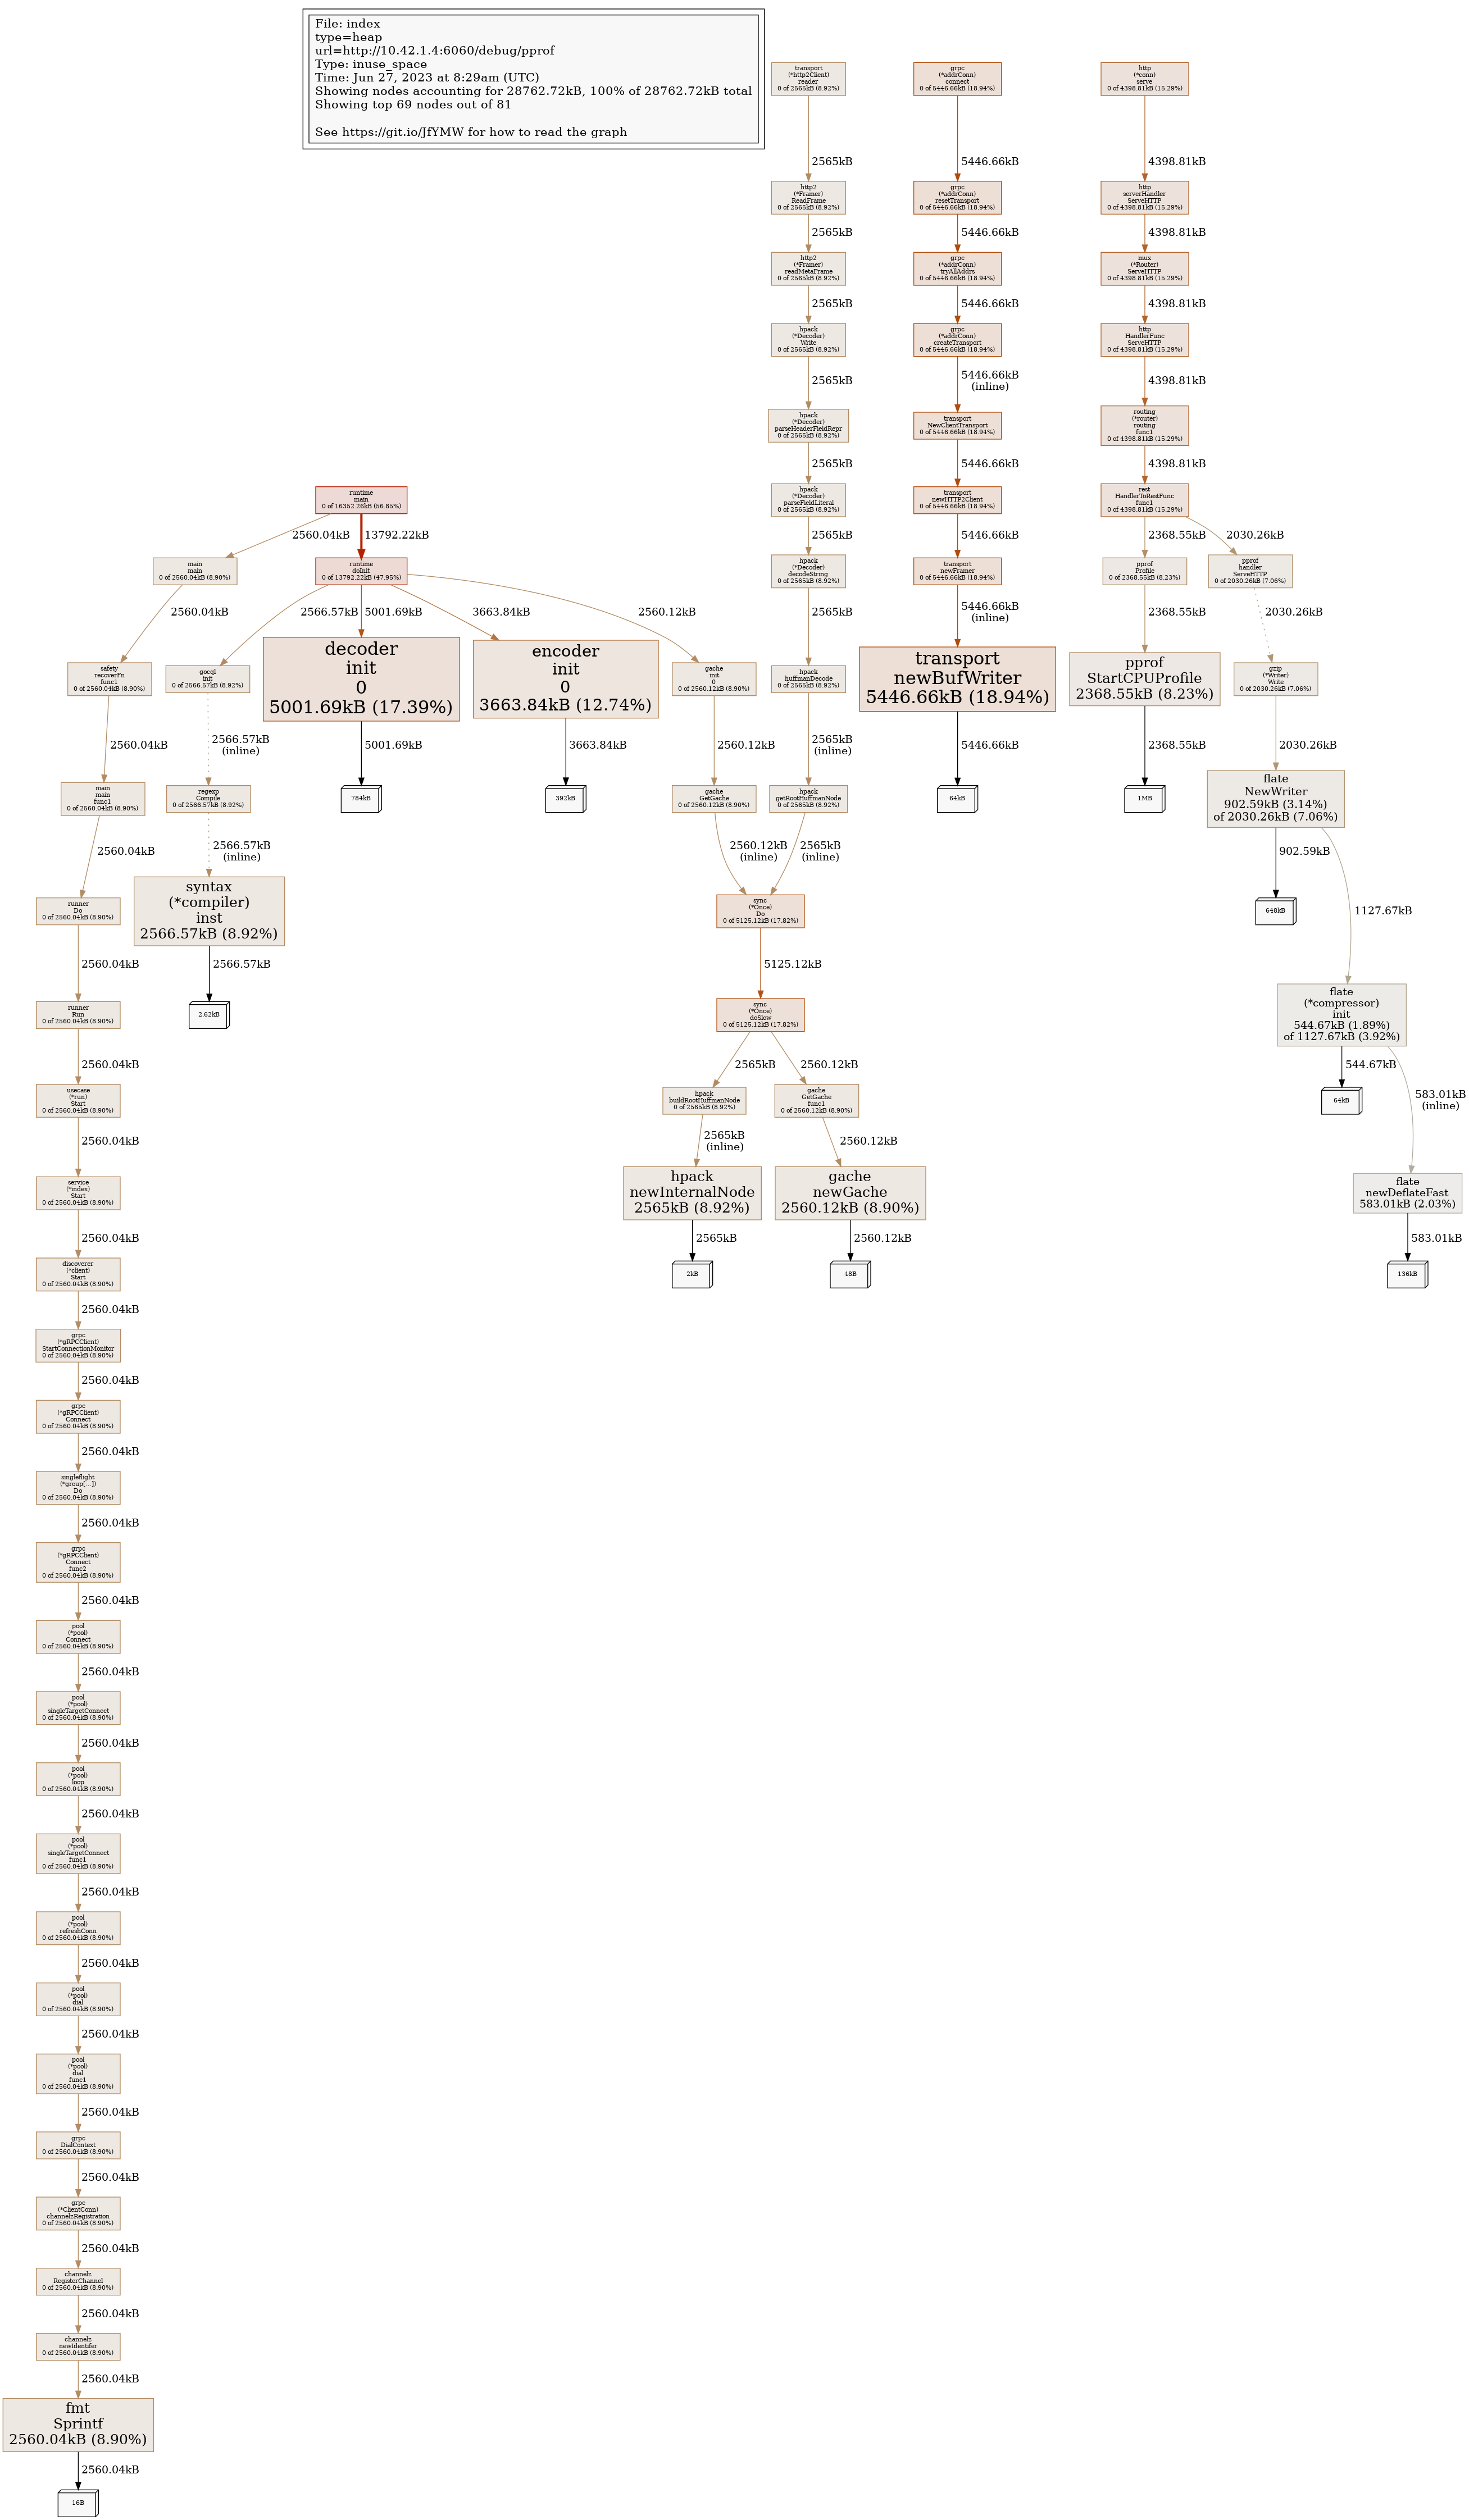 File: index
type=heap
url=http://10.42.1.4:6060/debug/pprof
Type: inuse_space
Time: Jun 27, 2023 at 8:29am (UTC)
Showing nodes accounting for 28762.72kB, 100% of 28762.72kB total
Showing top 69 nodes out of 81
See https://git.io/JfYMW for how to read the graph
transport
(*http2Client)
reader
0 of 2565kB (8.92%)
2565kB
http2
(*Framer)
ReadFrame
0 of 2565kB (8.92%)
2565kB
http2
(*Framer)
readMetaFrame
0 of 2565kB (8.92%)
2565kB
hpack
(*Decoder)
Write
0 of 2565kB (8.92%)
2565kB
hpack
(*Decoder)
parseHeaderFieldRepr
0 of 2565kB (8.92%)
2565kB
hpack
(*Decoder)
parseFieldLiteral
0 of 2565kB (8.92%)
2565kB
hpack
(*Decoder)
decodeString
0 of 2565kB (8.92%)
2565kB
hpack
huffmanDecode
0 of 2565kB (8.92%)
2565kB
(inline)
hpack
getRootHuffmanNode
0 of 2565kB (8.92%)
2565kB
(inline)
grpc
(*addrConn)
connect
0 of 5446.66kB (18.94%)
5446.66kB
grpc
(*addrConn)
resetTransport
0 of 5446.66kB (18.94%)
5446.66kB
grpc
(*addrConn)
tryAllAddrs
0 of 5446.66kB (18.94%)
5446.66kB
grpc
(*addrConn)
createTransport
0 of 5446.66kB (18.94%)
5446.66kB
(inline)
transport
NewClientTransport
0 of 5446.66kB (18.94%)
5446.66kB
transport
newHTTP2Client
0 of 5446.66kB (18.94%)
5446.66kB
transport
newFramer
0 of 5446.66kB (18.94%)
5446.66kB
(inline)
transport
newBufWriter
5446.66kB (18.94%)
5446.66kB
64kB
http
(*conn)
serve
0 of 4398.81kB (15.29%)
4398.81kB
http
serverHandler
ServeHTTP
0 of 4398.81kB (15.29%)
4398.81kB
mux
(*Router)
ServeHTTP
0 of 4398.81kB (15.29%)
4398.81kB
http
HandlerFunc
ServeHTTP
0 of 4398.81kB (15.29%)
4398.81kB
routing
(*router)
routing
func1
0 of 4398.81kB (15.29%)
4398.81kB
rest
HandlerToRestFunc
func1
0 of 4398.81kB (15.29%)
2368.55kB
2030.26kB
pprof
Profile
0 of 2368.55kB (8.23%)
2368.55kB
pprof
StartCPUProfile
2368.55kB (8.23%)
2368.55kB
1MB
pprof
handler
ServeHTTP
0 of 2030.26kB (7.06%)
2030.26kB
gzip
(*Writer)
Write
0 of 2030.26kB (7.06%)
2030.26kB
flate
NewWriter
902.59kB (3.14%)
of 2030.26kB (7.06%)
902.59kB
648kB
1127.67kB
flate
(*compressor)
init
544.67kB (1.89%)
of 1127.67kB (3.92%)
544.67kB
64kB
583.01kB
(inline)
flate
newDeflateFast
583.01kB (2.03%)
583.01kB
136kB
runtime
main
0 of 16352.26kB (56.85%)
2560.04kB
13792.22kB
main
main
0 of 2560.04kB (8.90%)
2560.04kB
runtime
doInit
0 of 13792.22kB (47.95%)
2566.57kB
5001.69kB
3663.84kB
2560.12kB
safety
recoverFn
func1
0 of 2560.04kB (8.90%)
2560.04kB
gocql
init
0 of 2566.57kB (8.92%)
2566.57kB
(inline)
regexp
Compile
0 of 2566.57kB (8.92%)
2566.57kB
(inline)
syntax
(*compiler)
inst
2566.57kB (8.92%)
2566.57kB
2.62kB
decoder
init
0
5001.69kB (17.39%)
5001.69kB
784kB
encoder
init
0
3663.84kB (12.74%)
3663.84kB
392kB
gache
init
0
0 of 2560.12kB (8.90%)
2560.12kB
gache
GetGache
0 of 2560.12kB (8.90%)
2560.12kB
(inline)
sync
(*Once)
Do
0 of 5125.12kB (17.82%)
5125.12kB
sync
(*Once)
doSlow
0 of 5125.12kB (17.82%)
2565kB
2560.12kB
hpack
buildRootHuffmanNode
0 of 2565kB (8.92%)
2565kB
(inline)
hpack
newInternalNode
2565kB (8.92%)
2565kB
2kB
gache
GetGache
func1
0 of 2560.12kB (8.90%)
2560.12kB
gache
newGache
2560.12kB (8.90%)
2560.12kB
48B
main
main
func1
0 of 2560.04kB (8.90%)
2560.04kB
runner
Do
0 of 2560.04kB (8.90%)
2560.04kB
runner
Run
0 of 2560.04kB (8.90%)
2560.04kB
usecase
(*run)
Start
0 of 2560.04kB (8.90%)
2560.04kB
service
(*index)
Start
0 of 2560.04kB (8.90%)
2560.04kB
discoverer
(*client)
Start
0 of 2560.04kB (8.90%)
2560.04kB
grpc
(*gRPCClient)
StartConnectionMonitor
0 of 2560.04kB (8.90%)
2560.04kB
grpc
(*gRPCClient)
Connect
0 of 2560.04kB (8.90%)
2560.04kB
singleflight
(*group[...])
Do
0 of 2560.04kB (8.90%)
2560.04kB
grpc
(*gRPCClient)
Connect
func2
0 of 2560.04kB (8.90%)
2560.04kB
pool
(*pool)
Connect
0 of 2560.04kB (8.90%)
2560.04kB
pool
(*pool)
singleTargetConnect
0 of 2560.04kB (8.90%)
2560.04kB
pool
(*pool)
loop
0 of 2560.04kB (8.90%)
2560.04kB
pool
(*pool)
singleTargetConnect
func1
0 of 2560.04kB (8.90%)
2560.04kB
pool
(*pool)
refreshConn
0 of 2560.04kB (8.90%)
2560.04kB
pool
(*pool)
dial
0 of 2560.04kB (8.90%)
2560.04kB
pool
(*pool)
dial
func1
0 of 2560.04kB (8.90%)
2560.04kB
grpc
DialContext
0 of 2560.04kB (8.90%)
2560.04kB
grpc
(*ClientConn)
channelzRegistration
0 of 2560.04kB (8.90%)
2560.04kB
channelz
RegisterChannel
0 of 2560.04kB (8.90%)
2560.04kB
channelz
newIdentifer
0 of 2560.04kB (8.90%)
2560.04kB
fmt
Sprintf
2560.04kB (8.90%)
2560.04kB
16B